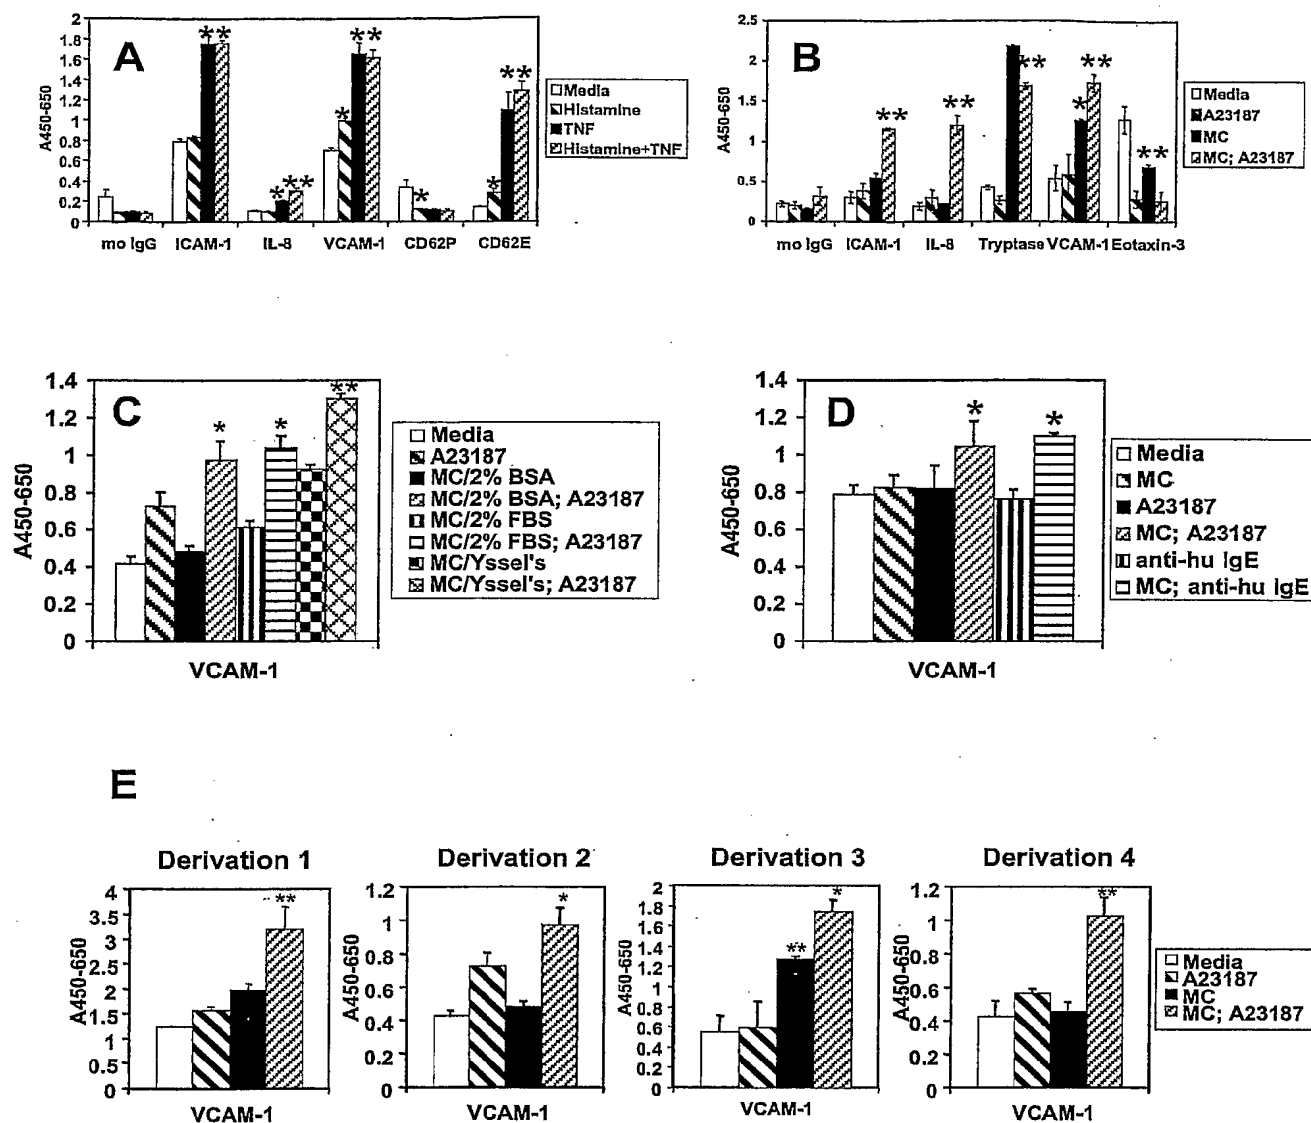 A
A450-650
2
1.8
1.6
1.4
1.2
1
0.8
0.6
0.4
0.2
0
** * ** * ** * * **
mo IgG ICAM-1 IL-8 VCAM-1 CD62P CD62E
Media
Histamine
TNF
Histamine+TNF
B
A450-650
2.5
2
1.5
1
0.5
0
** ** ** * ** **
mo IgG ICAM-1 IL-8 Tryptase VCAM-1 Eotaxin-3
Media
A23187
MC
MC; A23187
C
A450-650
1.4
1.2
1
0.8
0.6
0.4
0.2
0
* * **
VCAM-1
Media
A23187
MC/2% BSA
MC/2% BSA; A23187
MC/2% FBS
MC/2% FBS; A23187
MC/Yssel's
MC/Yssel's; A23187
D
A450-650
1.4
1.2
1
0.8
0.6
0.4
0.2
0
* *
VCAM-1
Media
MC
A23187
MC; A23187
anti-hu IgE
MC; anti-hu IgE
E
Derivation 1
A450-650
4
3.5
3
2.5
2
1.5
1
0.5
0
**
VCAM-1
Derivation 2
A450-650
1.2
1
0.8
0.6
0.4
0.2
0
*
VCAM-1
Derivation 3
A450-650
2
1.8
1.6
1.4
1.2
1
0.8
0.6
0.4
0.2
0
** *
VCAM-1
Derivation 4
A450-650
1.2
1
0.8
0.6
0.4
0.2
0
**
VCAM-1
Media
A23187
MC
MC; A23187